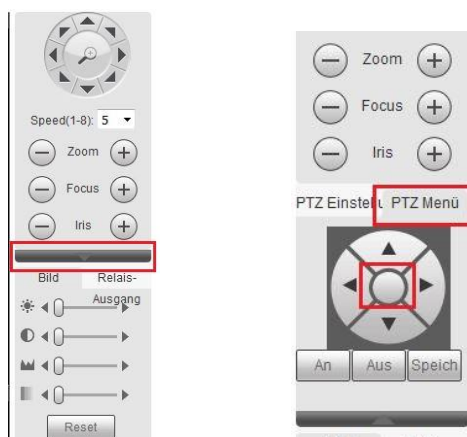 Speed(1-8): 5
Zoom
Focus
Iris
Bild Relais-
Ausgang
Reset
Zoom
Focus
Iris
PTZ Einstellu PTZ Menü
An Aus Speich